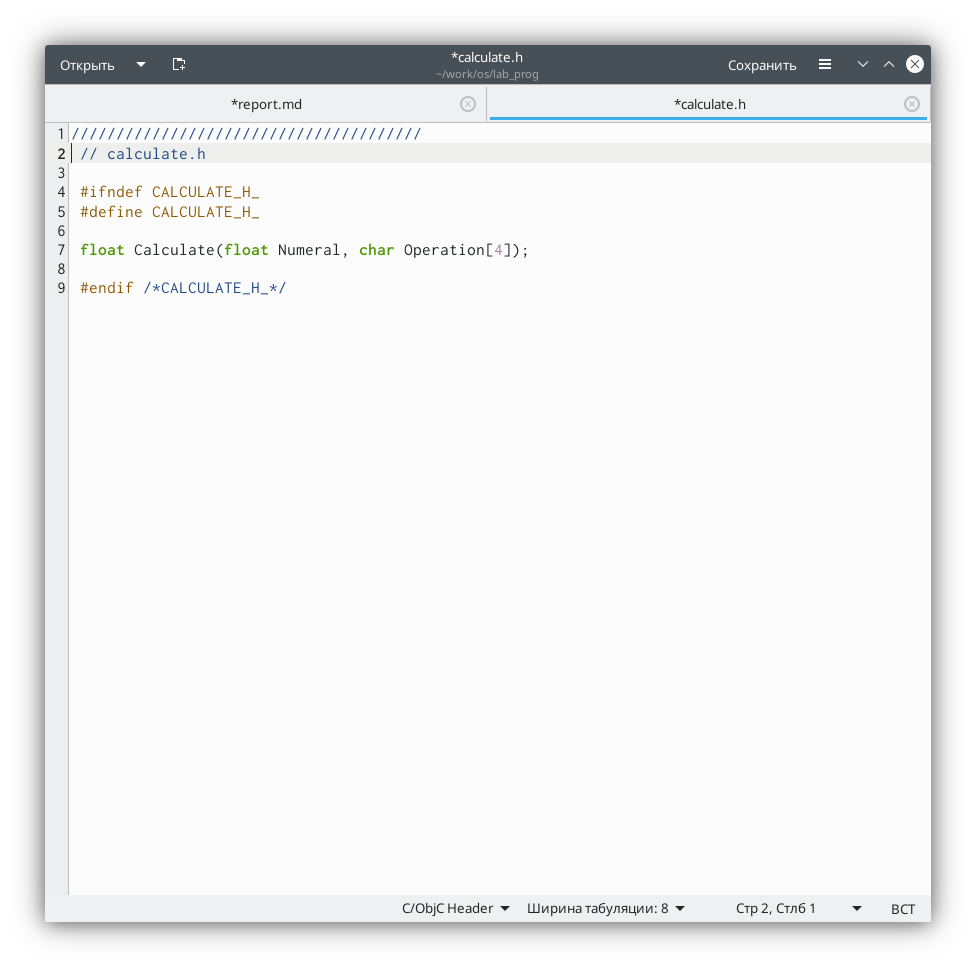 Открыть
*calculate.h
~/work/os/lab_prog
Сохранить
*report.md
*calculate.h
1 ///////////////////////////////////////
2  // calculate.h
3
4  #ifndef CALCULATE_H_
5  #define CALCULATE_H_
6
7  float Calculate(float Numeral, char Operation[4]);
8
9  #endif /*CALCULATE_H_*/
C/ObjC Header
Ширина табуляции: 8
Стр 2, Стлб 1
ВСТ